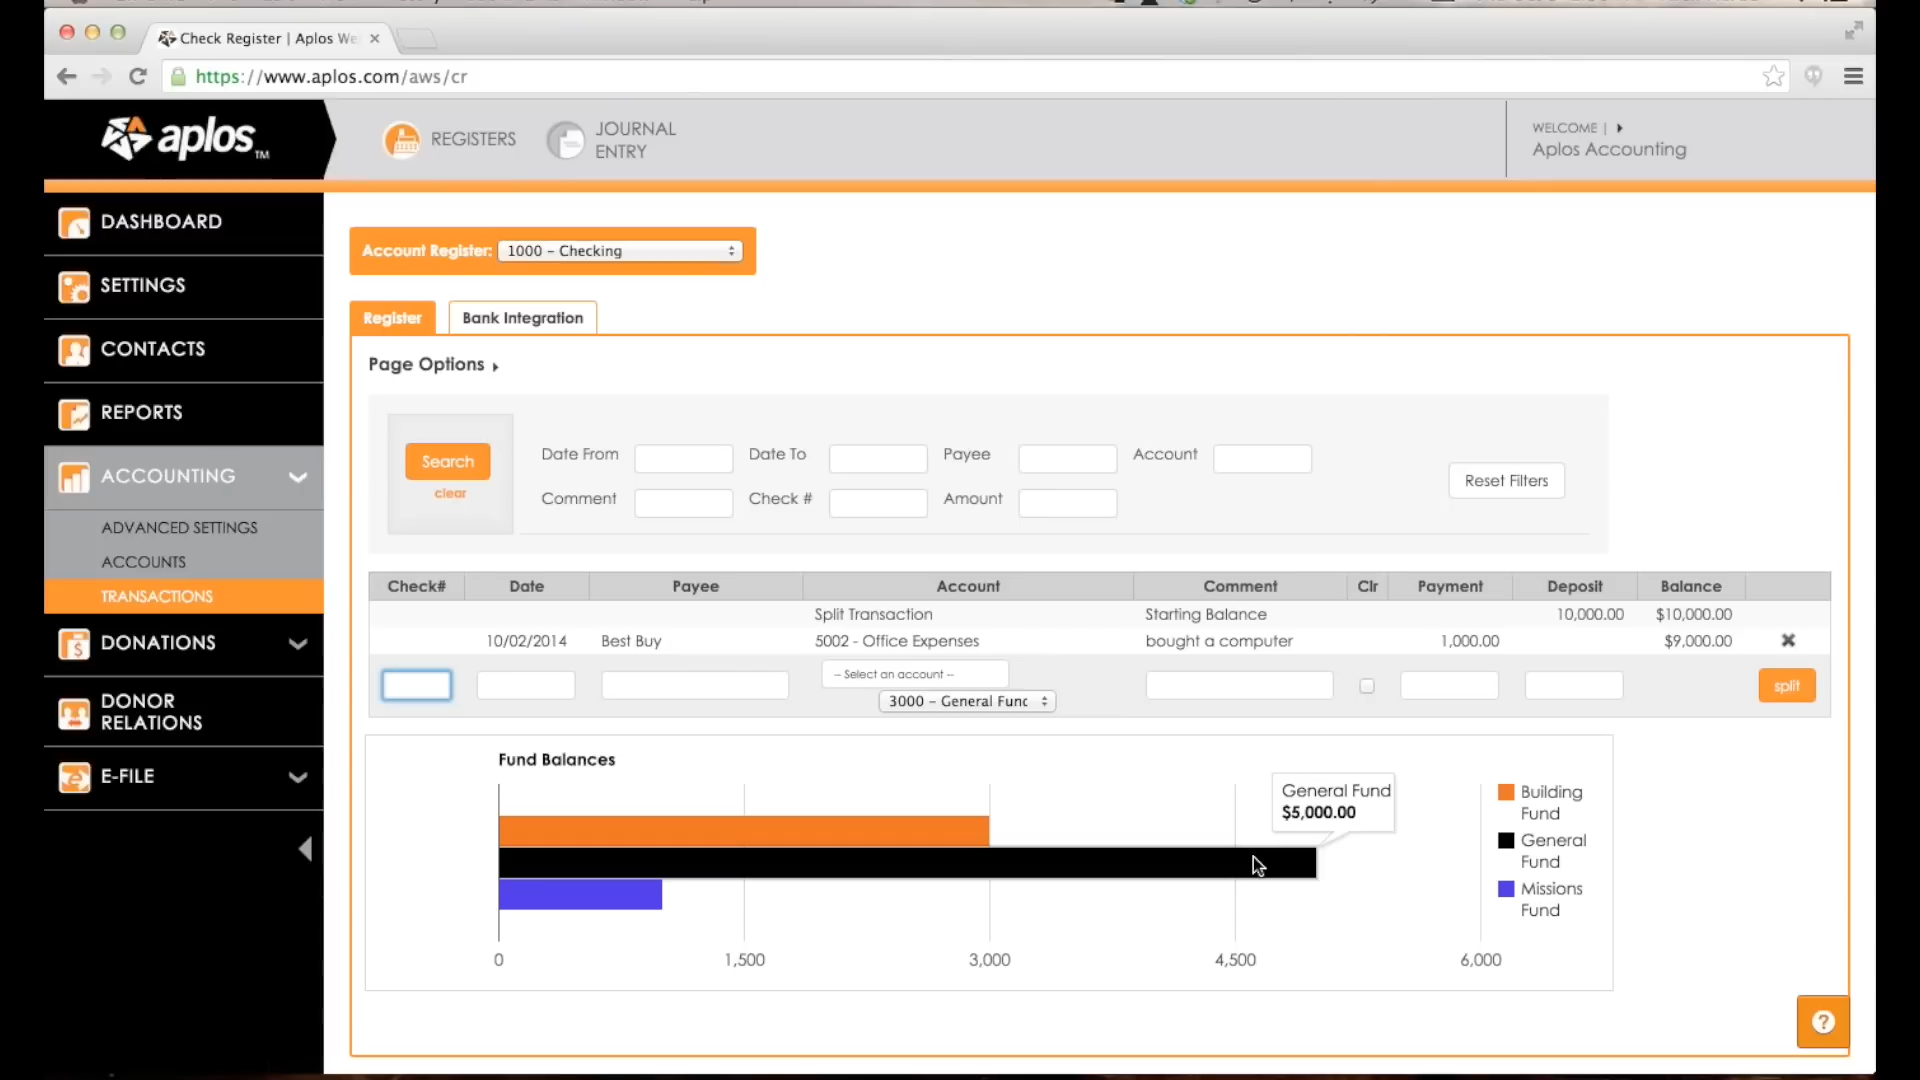 Check Register | Aplos We
https://www.aplos.com/aws/cr
aplos TM
REGISTERS
JOURNAL
ENTRY
WELCOME |
Aplos Accounting
DASHBOARD
SETTINGS
CONTACTS
REPORTS
ACCOUNTING
ADVANCED SETTINGS
ACCOUNTS
TRANSACTIONS
DONATIONS
DONOR
RELATIONS
E-FILE
Account Register: 1000 – Checking
Register Bank Integration
Page Options
Search
clear
Date From Date To Payee Account
Comment Check # Amount
Reset Filters
Check# Date Payee Account Comment Clr Payment Deposit Balance
Split Transaction Starting Balance 10,000.00 $10,000.00
10/02/2014 Best Buy 5002 - Office Expenses bought a computer 1,000.00 $9,000.00
-- Select an account --
3000 – General Func
split
Fund Balances
General Fund
$5,000.00
Building
Fund
General
Fund
Missions
Fund
0 1,500 3,000 4,500 6,000
?